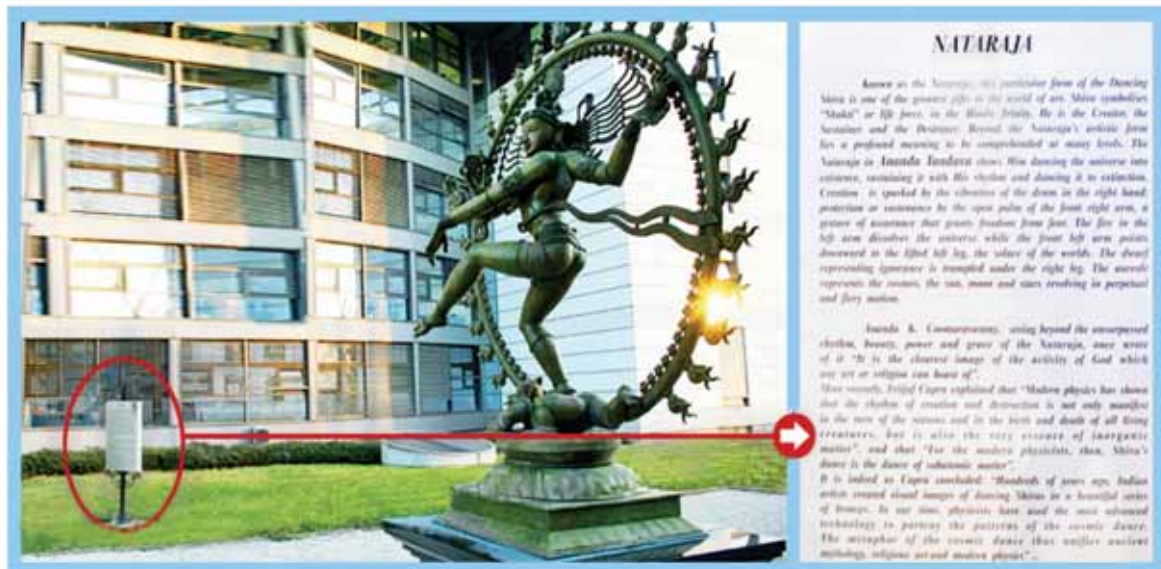 NATARAJA
Known as the Nataraja, this particular form of the Dancing
Shiva is one of the greatest gifts to the world of art. Shiva symbolises
"Shakti" or life force, in the Hindu Trinity. He is the Creator, the
Sustainer and the Destroyer. Beyond the Nataraja's artistic form
lies a profound meaning to be comprehended at many levels. The
Nataraja in Ananda Tandava shows Him dancing the universe into
existence, sustaining it with His rhythm and dancing it to extinction.
Creation is sparked by the vibration of the drum in the right hand;
protection or sustenance by the open palm of the front right arm, a
gesture of assurance that grants freedom from fear. The fire in the
left arm dissolves the universe while the front left arm points
downward to the lifted left leg, the solace of the worlds. The dwarf
representing ignorance is trampled under the right leg. The aureole
represents the cosmos, the sun, moon and stars revolving in perpetual
and fiery motion.
Ananda K. Coomaraswamy, seeing beyond the unsurpassed
rhythm, beauty, power and grace of the Nataraja, once wrote
of it "It is the clearest image of the activity of God which
any art or religion can boast of".
More recently, Fritjof Capra explained that "Modern physics has shown
that the rhythm of creation and destruction is not only manifest
in the turn of the seasons and in the birth and death of all living
creatures, but is also the very essence of inorganic
matter", and that "For the modern physicists, then, Shiva's
dance is the dance of subatomic matter".
It is indeed as Capra concluded: "Hundreds of years ago, Indian
artists created visual images of dancing Shivas in a beautiful series
of bronzes. In our time, physicists have used the most advanced
technology to portray the patterns of the cosmic dance.
The metaphor of the cosmic dance thus unifies ancient
mythology, religious art and modern physics"...